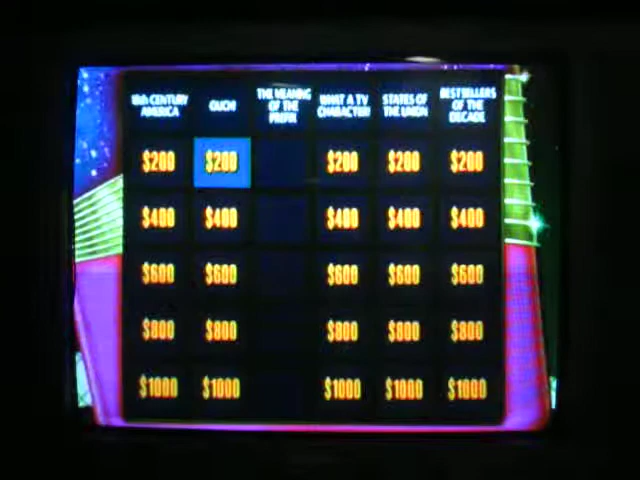 18th CENTURY
AMERICA
OUCH!
THE MEANING
OF THE
PREFIX
WHAT A TV
CHARACTER!
STATES OF
THE UNION
BESTSELLERS
OF THE
DECADE
$200 $200 $200 $200 $200
$400 $400 $400 $400 $400
$600 $600 $600 $600 $600
$800 $800 $800 $800 $800
$1000 $1000 $1000 $1000 $1000